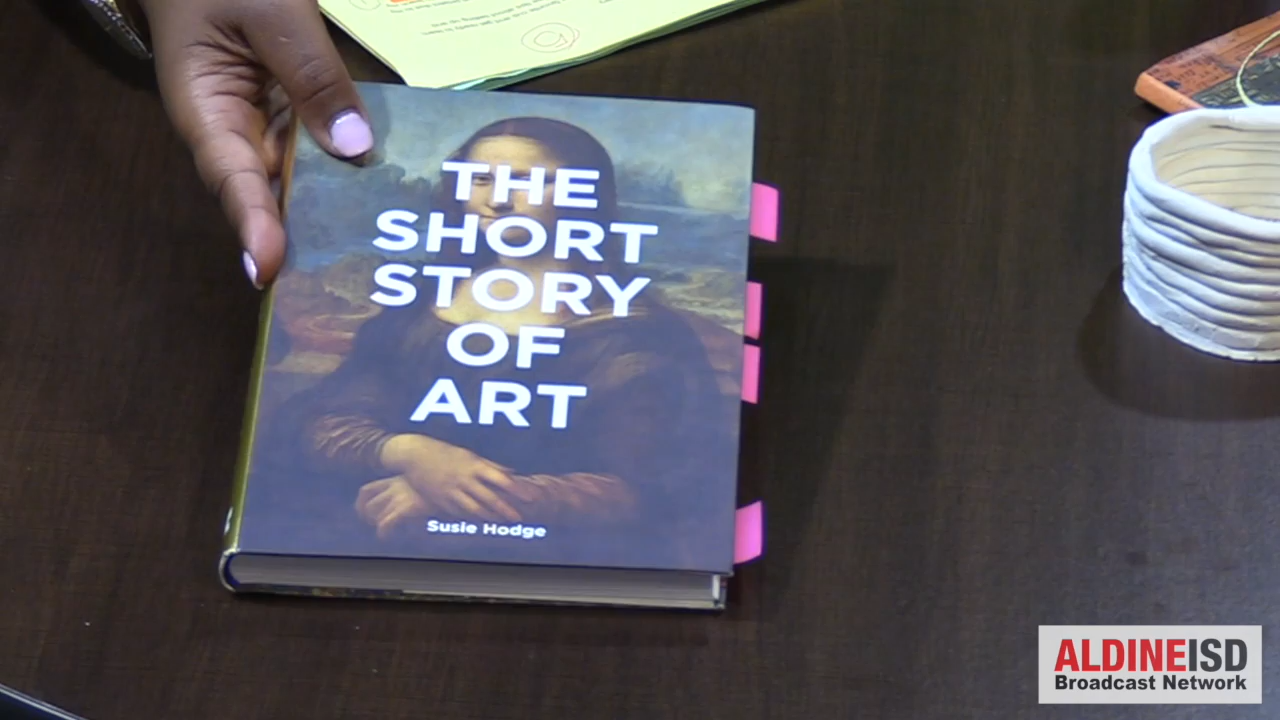 THE
SHORT
STORY
OF
ART
Susie Hodge
ALDINEISD
Broadcast Network